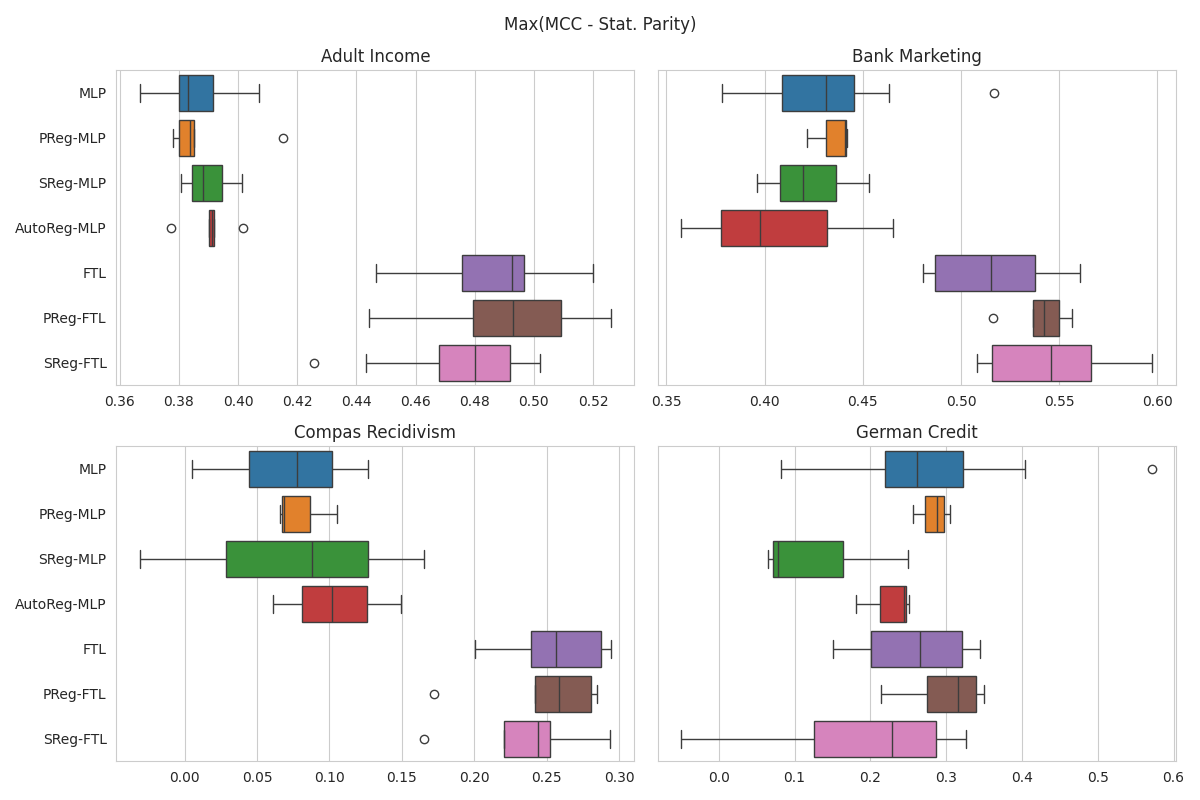 Max(MCC - Stat. Parity)
Adult Income
Bank Marketing
MLP
PReg-MLP
SReg-MLP
AutoReg-MLP
FTL
PReg-FTL
SReg-FTL
0.36 0.38 0.40 0.42 0.44 0.46 0.48 0.50 0.52
0.35 0.40 0.45 0.50 0.55 0.60
Compas Recidivism
German Credit
MLP
PReg-MLP
SReg-MLP
AutoReg-MLP
FTL
PReg-FTL
SReg-FTL
0.00 0.05 0.10 0.15 0.20 0.25 0.30
0.0 0.1 0.2 0.3 0.4 0.5 0.6